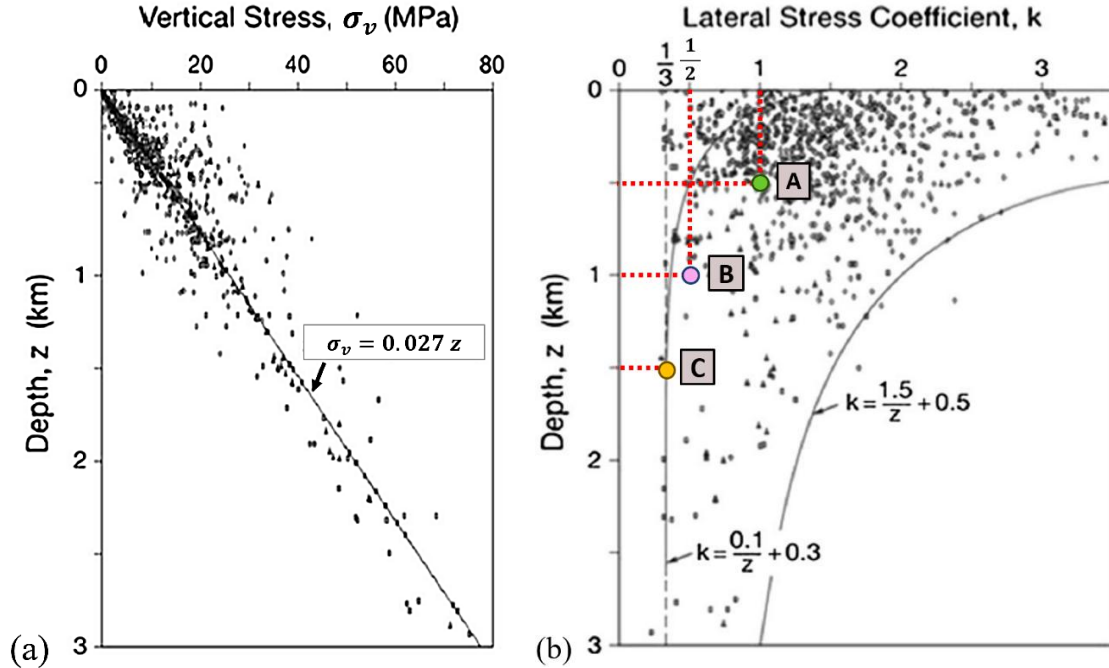 Vertical Stress, σ_v (MPa)
0 20 40 60 80
0
1
2
3
Depth, z (km)
σ_v = 0.027 z
(a)
Lateral Stress Coefficient, k
0 1/3 1/2 1 2 3
0
1
2
3
Depth, z (km)
A
B
C
k = 1.5/z + 0.5
k = 0.1/z + 0.3
(b)